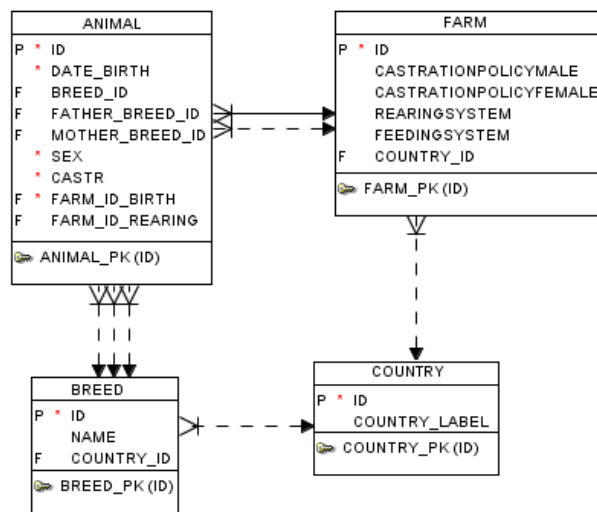 ANIMAL
P * ID
* DATE_BIRTH
F BREED_ID
F FATHER_BREED_ID
F MOTHER_BREED_ID
* SEX
* CASTR
F * FARM_ID_BIRTH
F FARM_ID_REARING
ANIMAL_PK (ID)
FARM
P * ID
CASTRATIONPOLICYMALE
CASTRATIONPOLICYFEMALE
REARINGSYSTEM
FEEDINGSYSTEM
F COUNTRY_ID
FARM_PK (ID)
BREED
P * ID
NAME
F COUNTRY_ID
BREED_PK (ID)
COUNTRY
P * ID
COUNTRY_LABEL
COUNTRY_PK (ID)